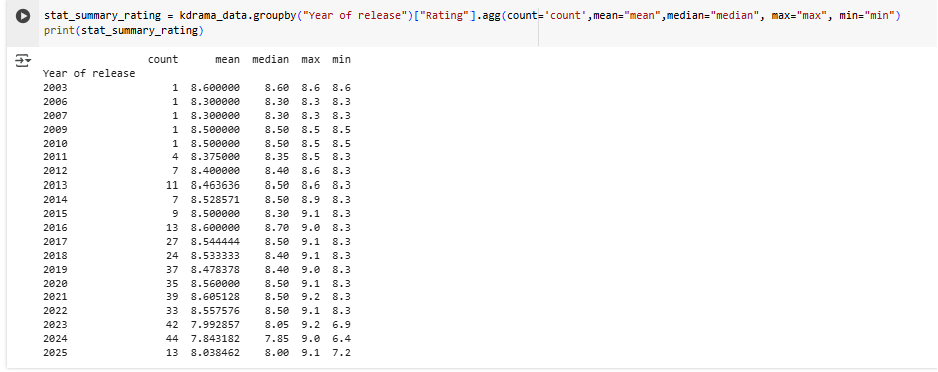 stat_summary_rating = kdrama_data.groupby("Year of release")["Rating"].agg(count='count',mean="mean",median="median", max="max", min="min")
print(stat_summary_rating)
count mean median max min
Year of release
2003 1 8.600000 8.60 8.6 8.6
2006 1 8.300000 8.30 8.3 8.3
2007 1 8.300000 8.30 8.3 8.3
2009 1 8.500000 8.50 8.5 8.5
2010 1 8.500000 8.50 8.5 8.5
2011 4 8.375000 8.35 8.5 8.3
2012 7 8.400000 8.40 8.6 8.3
2013 11 8.463636 8.50 8.6 8.3
2014 7 8.528571 8.50 8.9 8.3
2015 9 8.500000 8.30 9.1 8.3
2016 13 8.600000 8.70 9.0 8.3
2017 27 8.544444 8.50 9.1 8.3
2018 24 8.533333 8.40 9.1 8.3
2019 37 8.478378 8.40 9.0 8.3
2020 35 8.560000 8.50 9.1 8.3
2021 39 8.605128 8.50 9.2 8.3
2022 33 8.557576 8.50 9.1 8.3
2023 42 7.992857 8.05 9.2 6.9
2024 44 7.843182 7.85 9.0 6.4
2025 13 8.038462 8.00 9.1 7.2